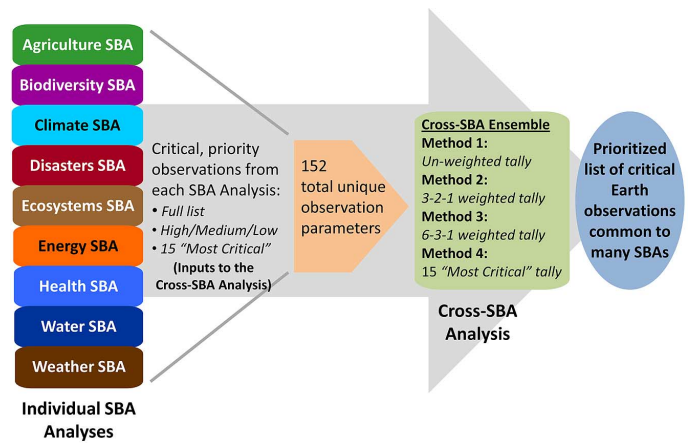 Agriculture SBA
Biodiversity SBA
Climate SBA
Disasters SBA
Ecosystems SBA
Energy SBA
Health SBA
Water SBA
Weather SBA
Individual SBA
Analyses
Critical, priority
observations from
each SBA Analysis:
• Full list
• High/Medium/Low
• 15 “Most Critical”
(Inputs to the
Cross-SBA Analysis)
152
total unique
observation
parameters
Cross-SBA Ensemble
Method 1:
Un-weighted tally
Method 2:
3-2-1 weighted tally
Method 3:
6-3-1 weighted tally
Method 4:
15 “Most Critical” tally
Cross-SBA
Analysis
Prioritized
list of critical
Earth
observations
common to
many SBAs